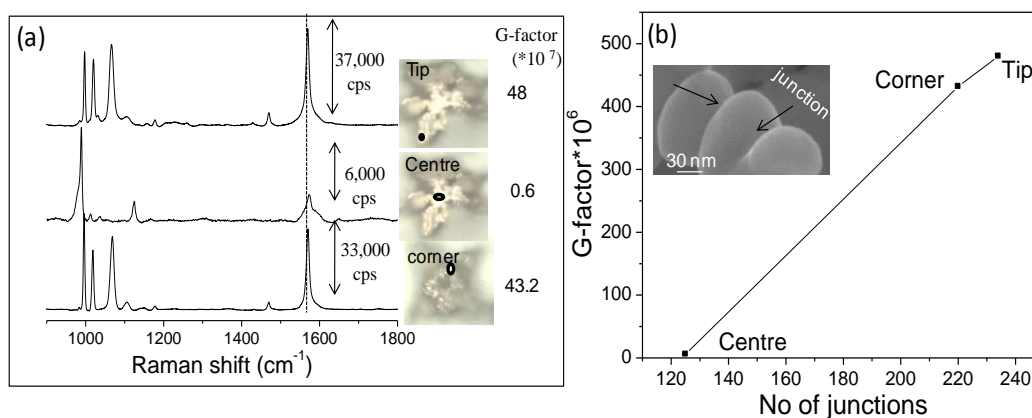 (a)
G-factor
(*10 7)
37,000
cps
Tip
48
6,000
cps
Centre
0.6
33,000
cps
corner
43.2
1000 1200 1400 1600 1800
Raman shift (cm-1)
(b)
500
400
300
200
100
0
G-factor*106
junction
30 nm
Corner
Tip
Centre
120 140 160 180 200 220 240
No of junctions